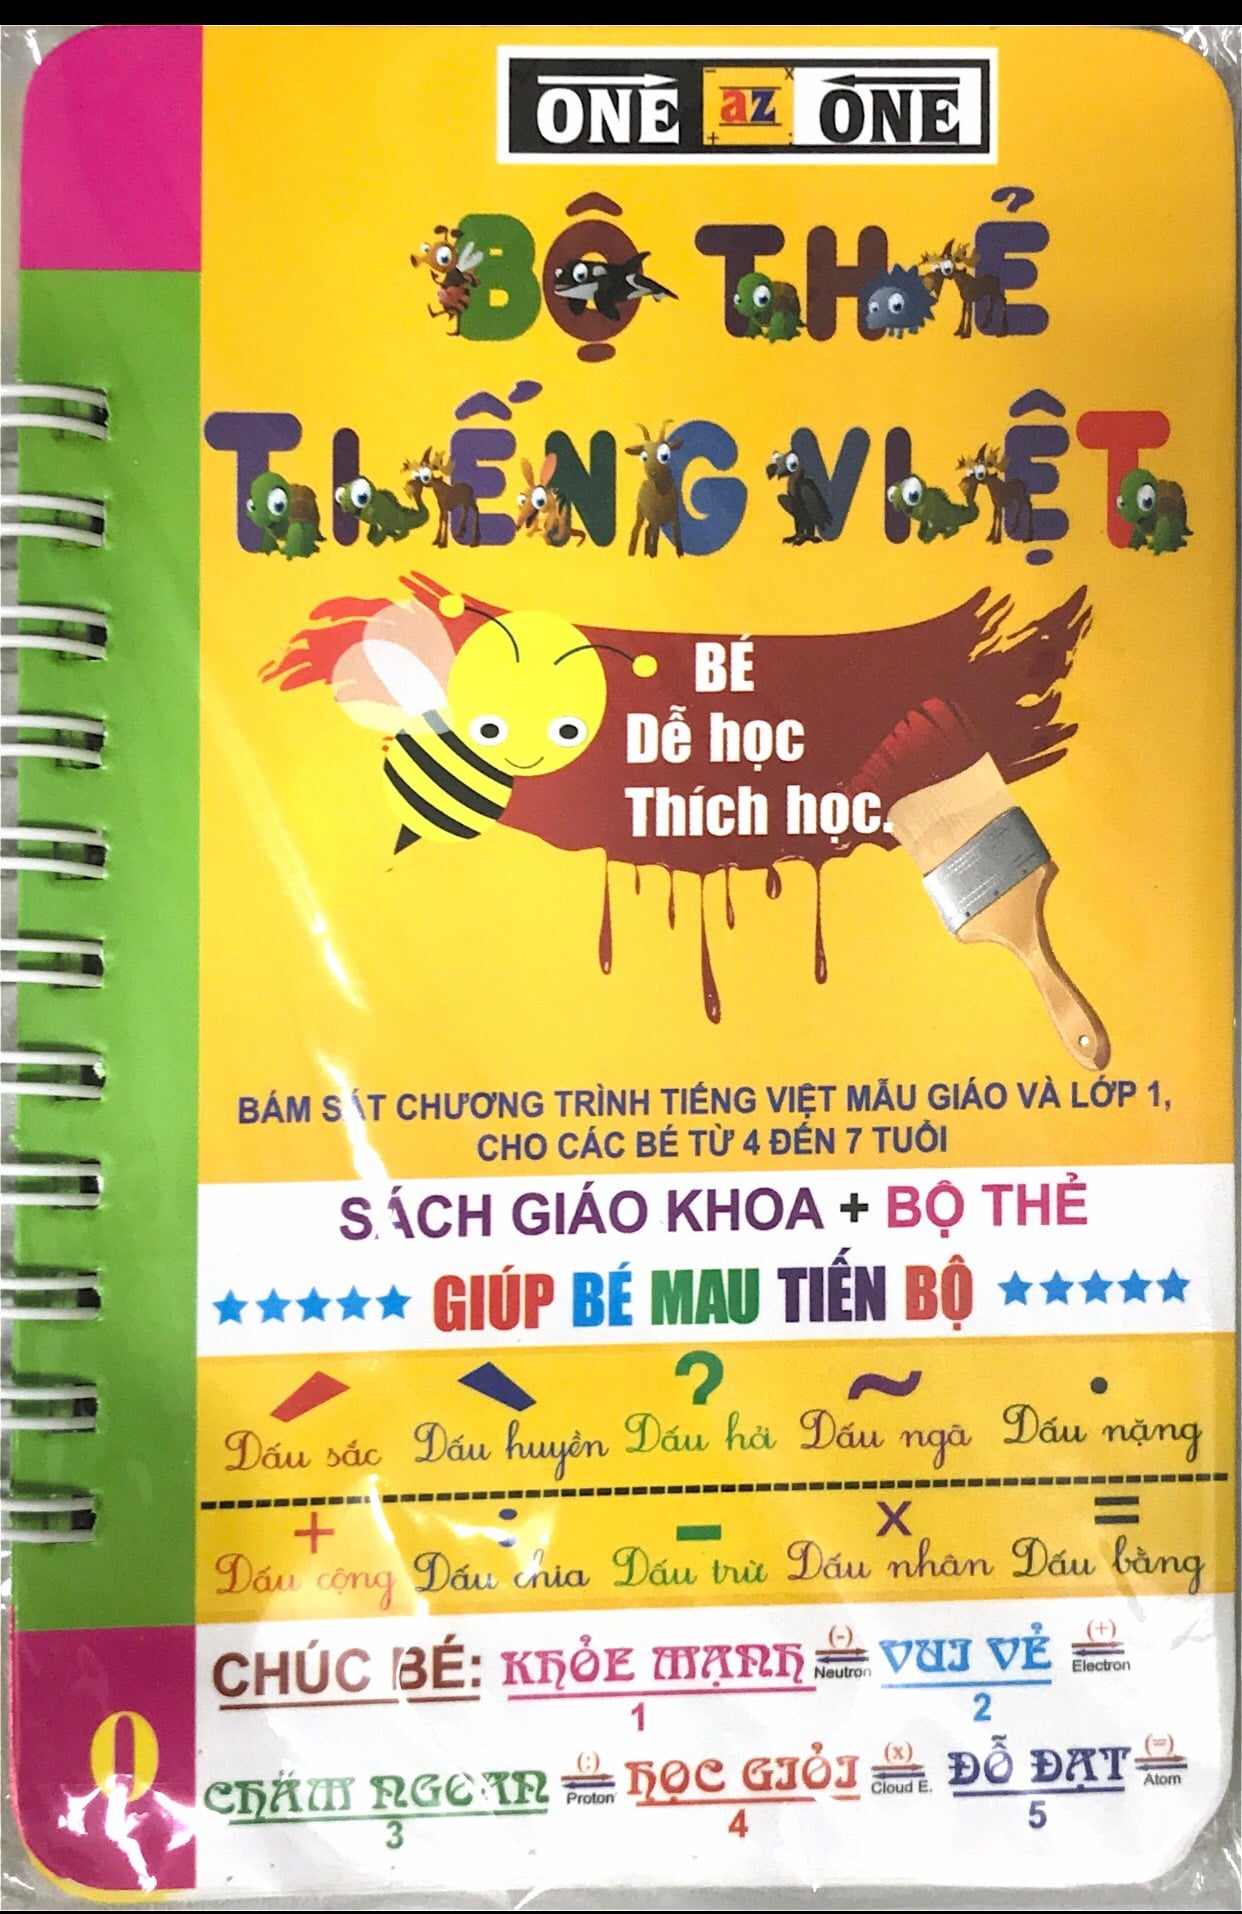 ONE az ONE
BỘ THẺ
TIẾNG VIỆT
BÉ
Dễ học
Thích học.
BÁM SÁT CHƯƠNG TRÌNH TIẾNG VIỆT MẪU GIÁO VÀ LỚP 1,
CHO CÁC BÉ TỪ 4 ĐẾN 7 TUỔI
SÁCH GIÁO KHOA + BỘ THẺ
GIÚP BÉ MAU TIẾN BỘ
? ~ .
Dấu sắc Dấu huyền Dấu hỏi Dấu ngã Dấu nặng
+ : - x =
Dấu cộng Dấu chia Dấu trừ Dấu nhân Dấu bằng
CHÚC BÉ: KHỎE MẠNH (-) Neutron VUI VẺ (+) Electron
1 2
CHĂM NGOAN (:) Proton HỌC GIỎI (x) Cloud E. ĐỖ ĐẠT (=) Atom
3 4 5
0